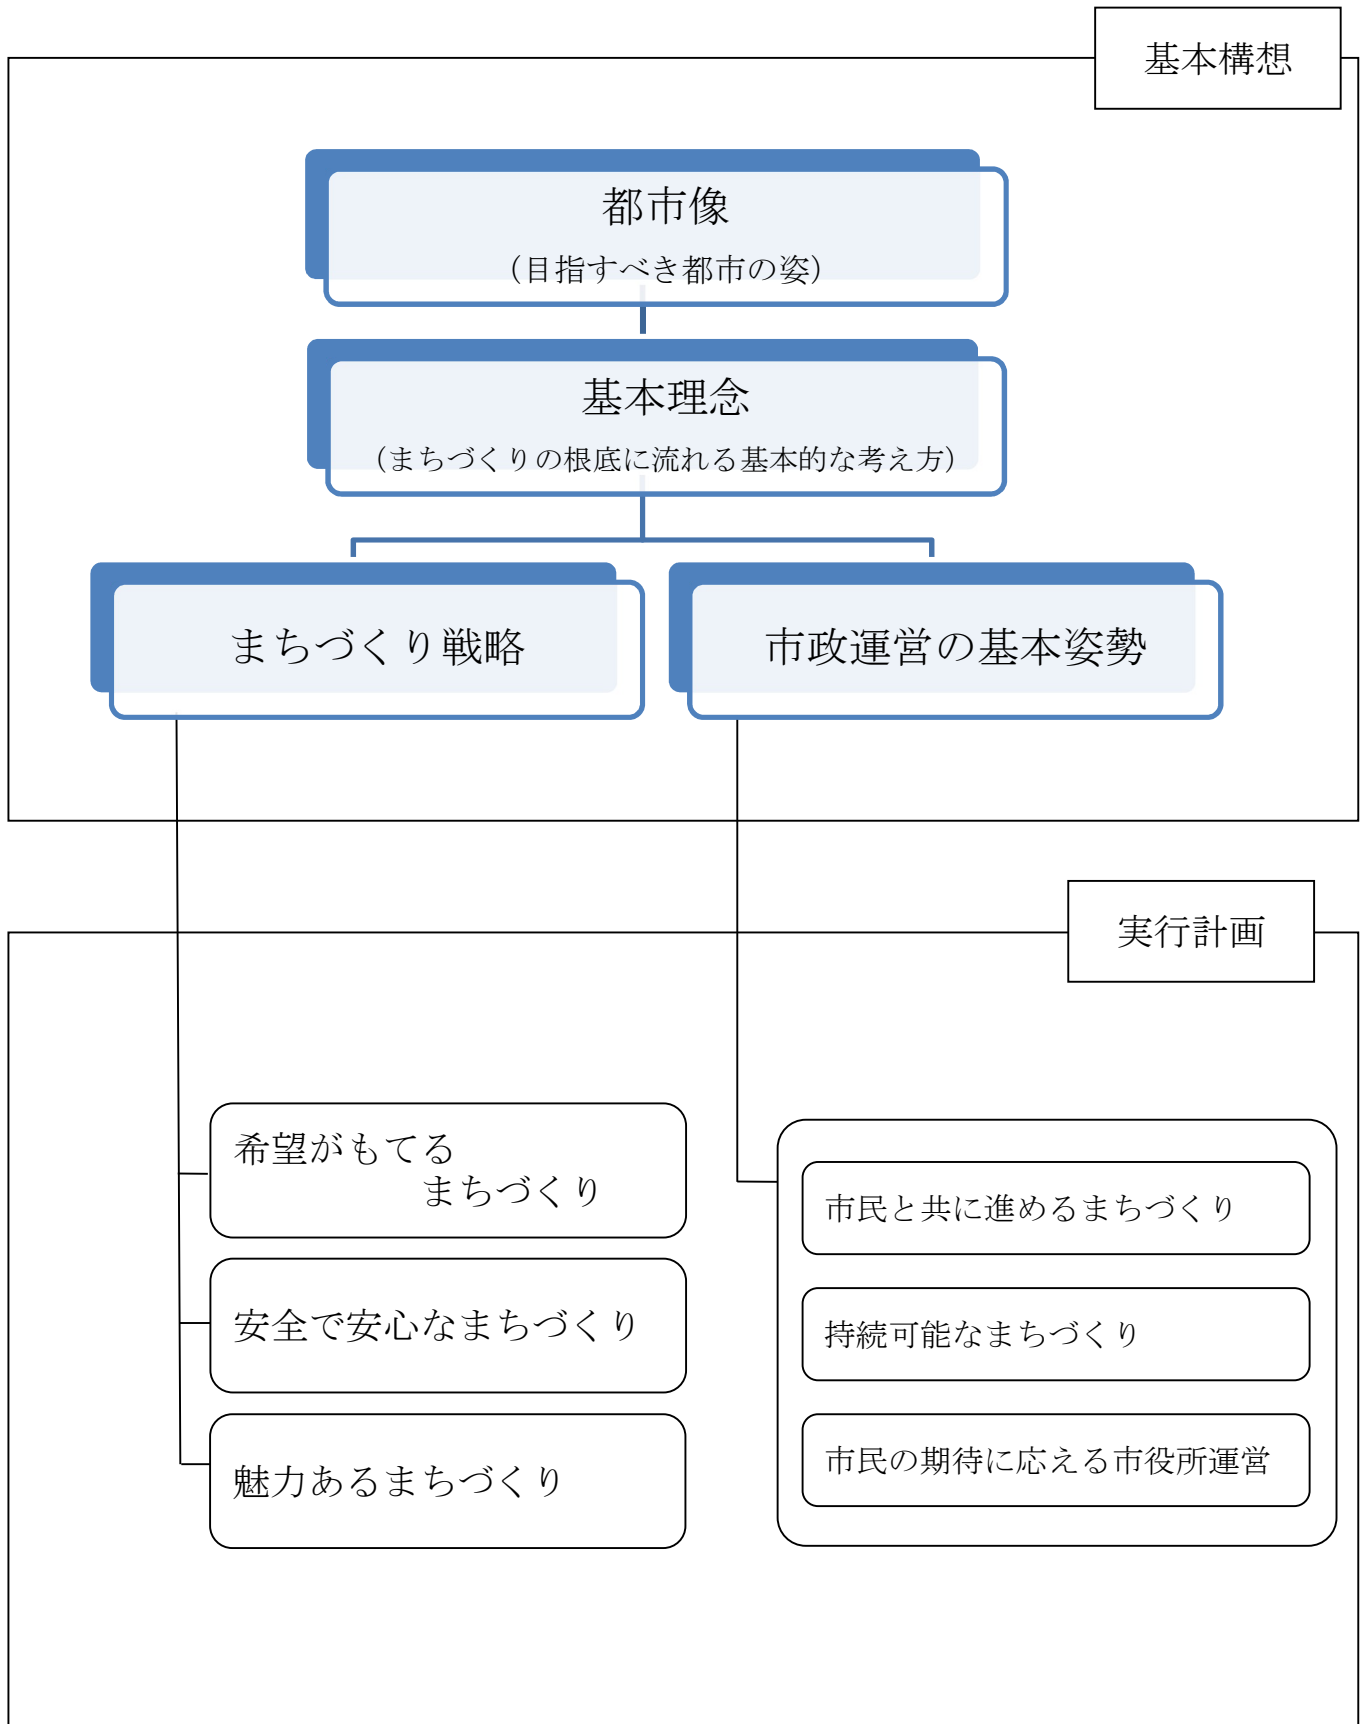 基本構想
都市像
（目指すべき都市の姿）
基本理念
（まちづくりの根底に流れる基本的な考え方）
まちづくり戦略
市政運営の基本姿勢
実行計画
希望がもてる
まちづくり
安全で安心なまちづくり
魅力あるまちづくり
市民と共に進めるまちづくり
持続可能なまちづくり
市民の期待に応える市役所運営